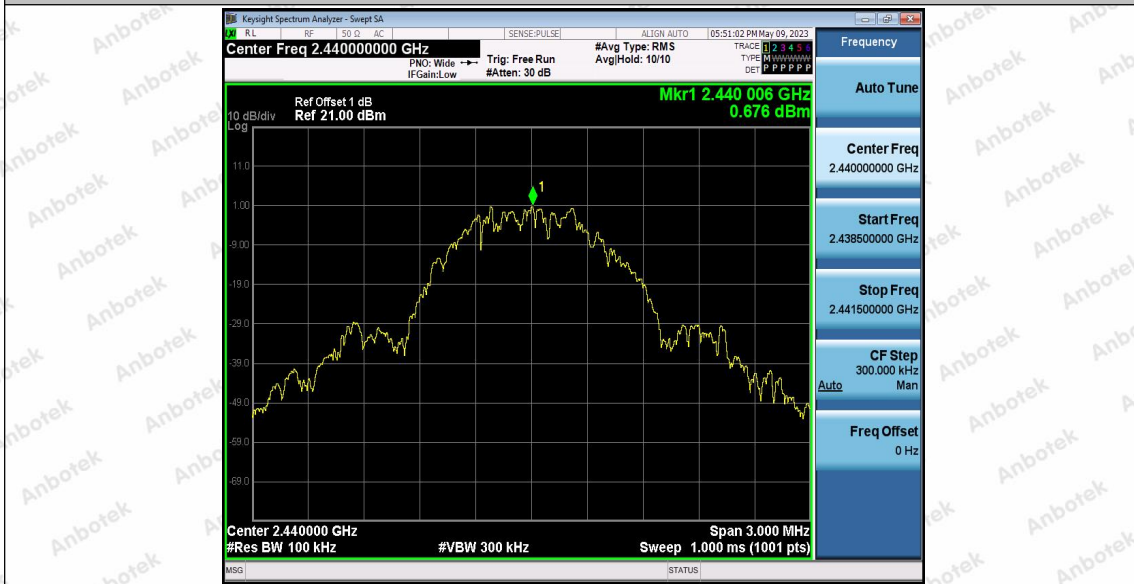 Keysight Spectrum Analyzer - Swept SA
LXI RL RF 50 Ω AC SENSE:PULSE ALIGN AUTO 05:51:02 PM May 09, 2023
Center Freq 2.440000000 GHz
PNO: Wide
IFGain:Low
Trig: Free Run
#Atten: 30 dB
#Avg Type: RMS
Avg|Hold: 10/10
TRACE 1 2 3 4 5 6
TYPE M WWWWW
DET P P P P P P
Mkr1 2.440 006 GHz
0.676 dBm
Ref Offset 1 dB
10 dB/div Ref 21.00 dBm
Log
1
11.0
1.00
-9.00
-19.0
-29.0
-39.0
-49.0
-59.0
-69.0
Center 2.440000 GHz Span 3.000 MHz
#Res BW 100 kHz #VBW 300 kHz Sweep 1.000 ms (1001 pts)
MSG STATUS
Frequency
Auto Tune
Center Freq
2.440000000 GHz
Start Freq
2.438500000 GHz
Stop Freq
2.441500000 GHz
CF Step
300.000 kHz
Auto Man
Freq Offset
0 Hz
Anbotek